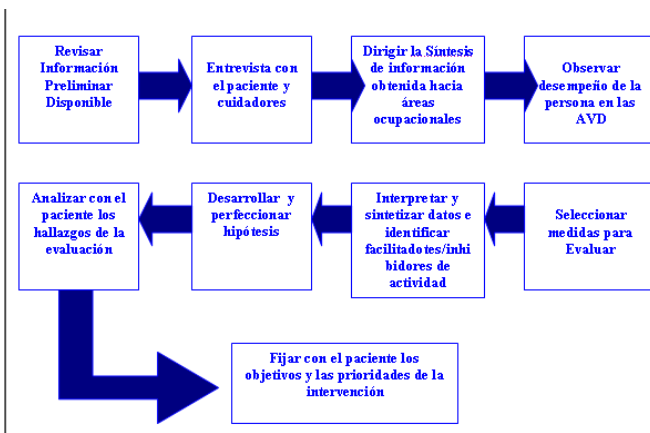 Revisar
Información
Preliminar
Disponible
Entrevista con
el paciente y
cuidadores
Dirigir la Síntesis
de información
obtenida hacia
áreas
ocupacionales
Observar
desempeño de la
persona en las
AVD
Analizar con el
paciente los
hallazgos de la
evaluación
Desarrollar y
perfeccionar
hipótesis
Interpretar y
sintetizar datos e
identificar
facilitadotes/inhi
bidores de
actividad
Seleccionar
medidas para
Evaluar
Fijar con el paciente los
objetivos y las prioridades de la
intervención